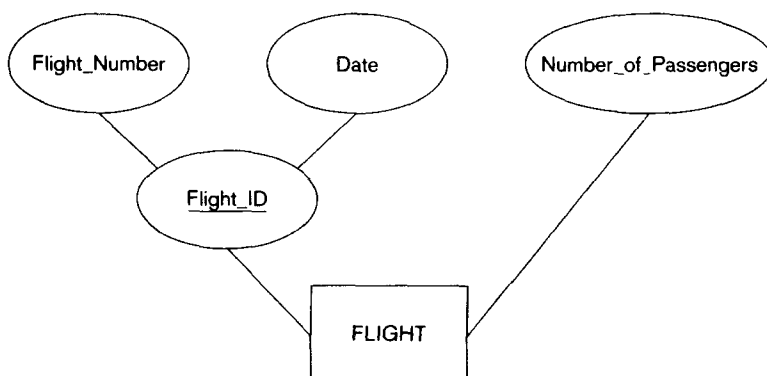 Flight_Number
Date
Number_of_Passengers
Flight_ID
FLIGHT